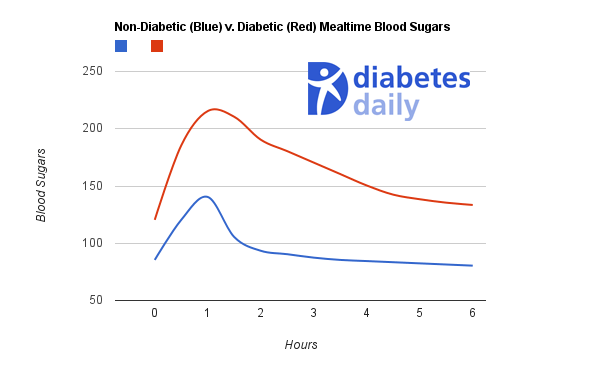 Non-Diabetic (Blue) v. Diabetic (Red) Mealtime Blood Sugars
diabetes
daily
250
200
150
100
50
Blood Sugars
0 1 2 3 4 5 6
Hours